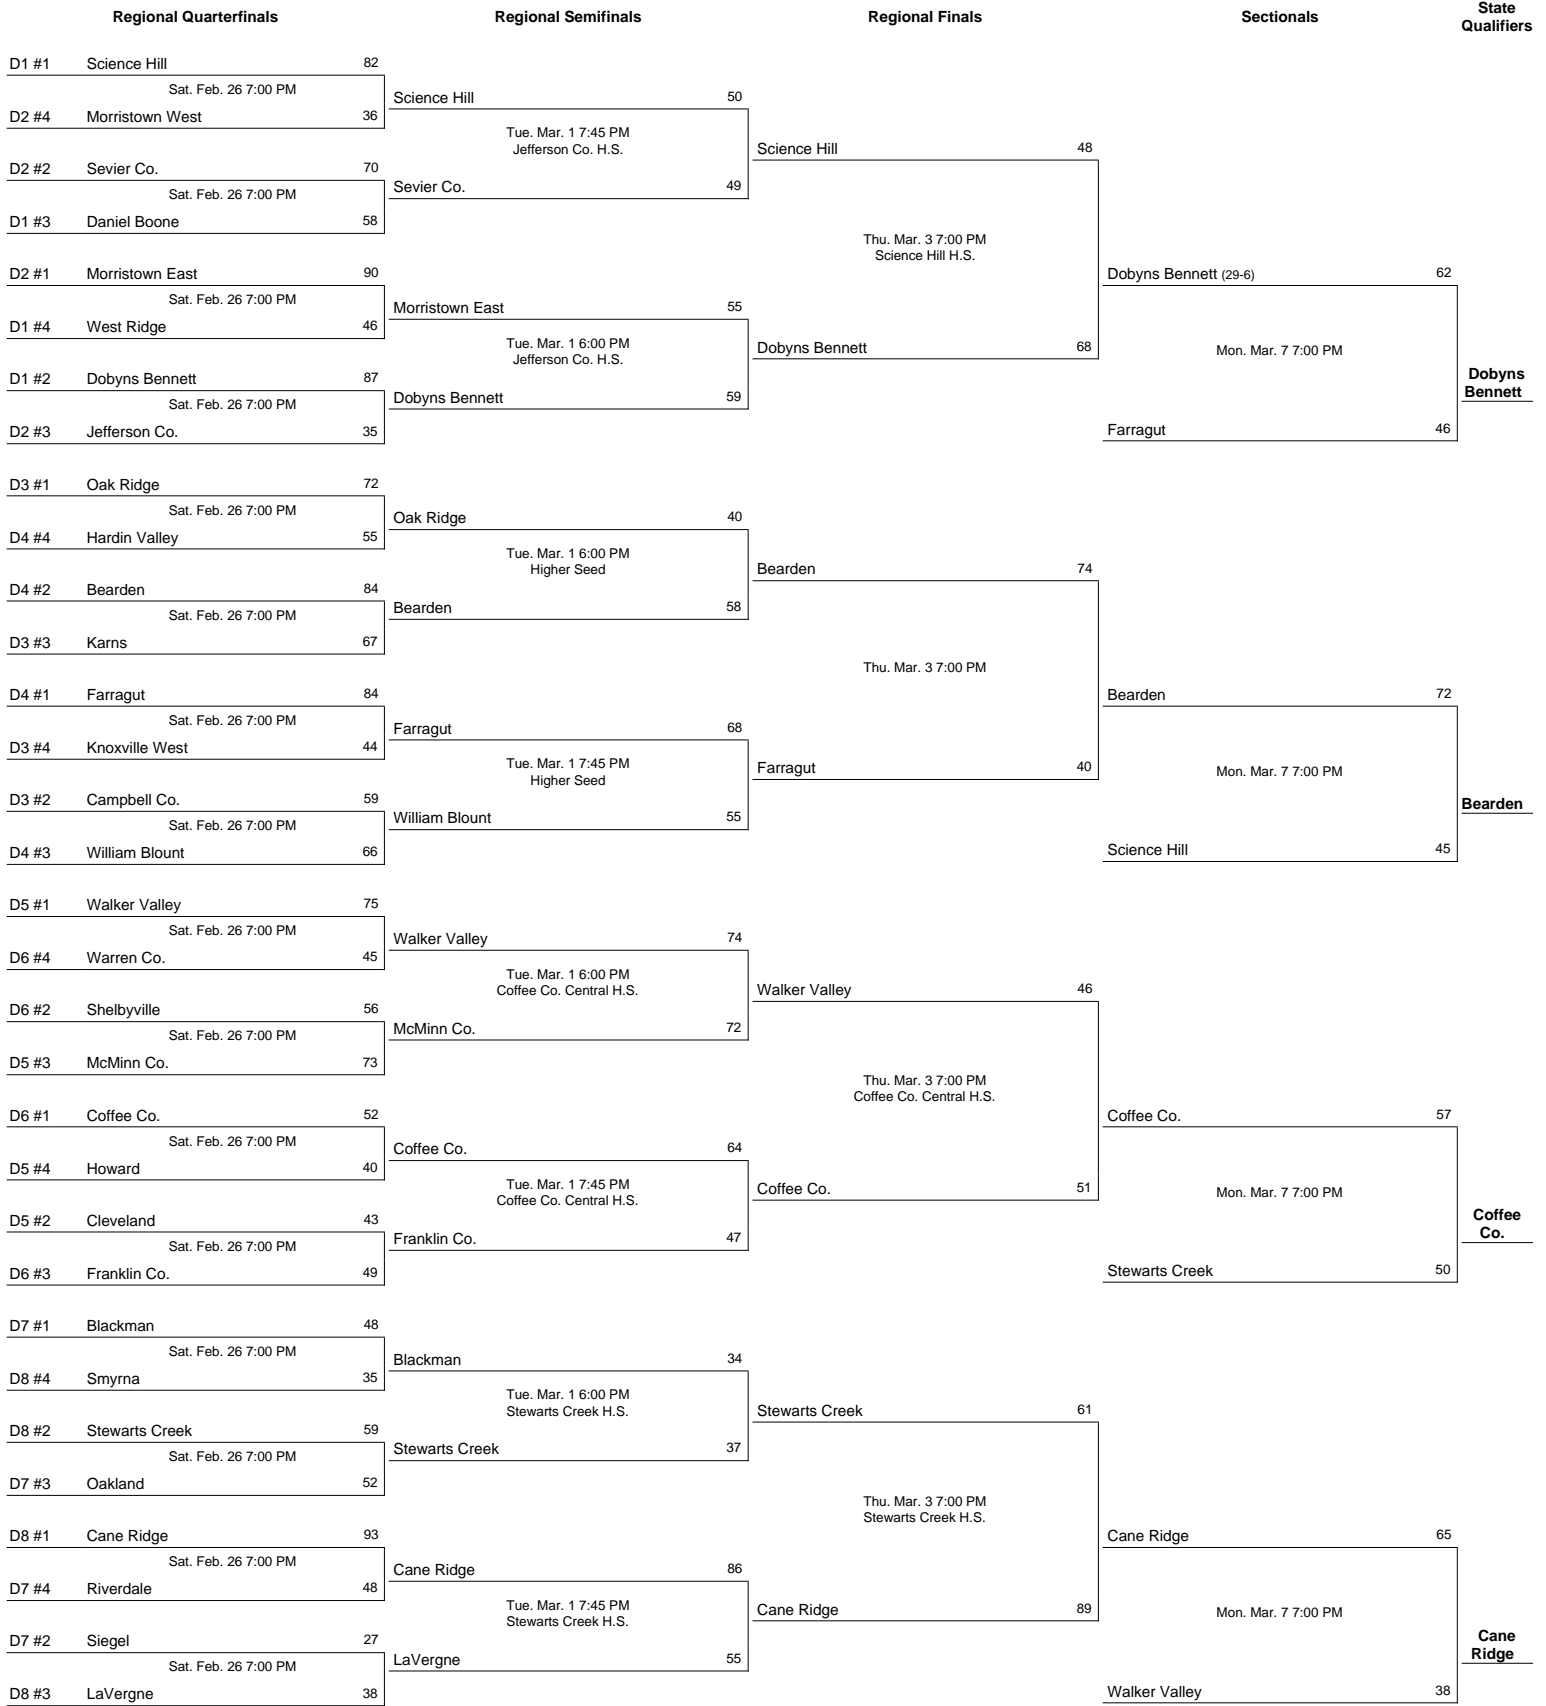 Regional Quarterfinals
Regional Semifinals
Regional Finals
Sectionals
State
Qualifiers
D1 #1 Science Hill 82
Sat. Feb. 26 7:00 PM
D2 #4 Morristown West 36
D2 #2 Sevier Co. 70
Sat. Feb. 26 7:00 PM
D1 #3 Daniel Boone 58
D2 #1 Morristown East 90
Sat. Feb. 26 7:00 PM
D1 #4 West Ridge 46
D1 #2 Dobyns Bennett 87
Sat. Feb. 26 7:00 PM
D2 #3 Jefferson Co. 35
D3 #1 Oak Ridge 72
Sat. Feb. 26 7:00 PM
D4 #4 Hardin Valley 55
D4 #2 Bearden 84
Sat. Feb. 26 7:00 PM
D3 #3 Karns 67
D4 #1 Farragut 84
Sat. Feb. 26 7:00 PM
D3 #4 Knoxville West 44
D3 #2 Campbell Co. 59
Sat. Feb. 26 7:00 PM
D4 #3 William Blount 66
D5 #1 Walker Valley 75
Sat. Feb. 26 7:00 PM
D6 #4 Warren Co. 45
D6 #2 Shelbyville 56
Sat. Feb. 26 7:00 PM
D5 #3 McMinn Co. 73
D6 #1 Coffee Co. 52
Sat. Feb. 26 7:00 PM
D5 #4 Howard 40
D5 #2 Cleveland 43
Sat. Feb. 26 7:00 PM
D6 #3 Franklin Co. 49
D7 #1 Blackman 48
Sat. Feb. 26 7:00 PM
D8 #4 Smyrna 35
D8 #2 Stewarts Creek 59
Sat. Feb. 26 7:00 PM
D7 #3 Oakland 52
D8 #1 Cane Ridge 93
Sat. Feb. 26 7:00 PM
D7 #4 Riverdale 48
D7 #2 Siegel 27
Sat. Feb. 26 7:00 PM
D8 #3 LaVergne 38
Science Hill 50
Tue. Mar. 1 7:45 PM
Jefferson Co. H.S.
Sevier Co. 49
Morristown East 55
Tue. Mar. 1 6:00 PM
Jefferson Co. H.S.
Dobyns Bennett 59
Oak Ridge 40
Tue. Mar. 1 6:00 PM
Higher Seed
Bearden 58
Farragut 68
Tue. Mar. 1 7:45 PM
Higher Seed
William Blount 55
Walker Valley 74
Tue. Mar. 1 6:00 PM
Coffee Co. Central H.S.
McMinn Co. 72
Coffee Co. 64
Tue. Mar. 1 7:45 PM
Coffee Co. Central H.S.
Franklin Co. 47
Blackman 34
Tue. Mar. 1 6:00 PM
Stewarts Creek H.S.
Stewarts Creek 37
Cane Ridge 86
Tue. Mar. 1 7:45 PM
Stewarts Creek H.S.
LaVergne 55
Science Hill 48
Thu. Mar. 3 7:00 PM
Science Hill H.S.
Dobyns Bennett 68
Bearden 74
Thu. Mar. 3 7:00 PM
Farragut 40
Walker Valley 46
Thu. Mar. 3 7:00 PM
Coffee Co. Central H.S.
Coffee Co. 51
Stewarts Creek 61
Thu. Mar. 3 7:00 PM
Stewarts Creek H.S.
Cane Ridge 89
Dobyns Bennett (29-6) 62
Mon. Mar. 7 7:00 PM
Farragut 46
Bearden 72
Mon. Mar. 7 7:00 PM
Science Hill 45
Coffee Co. 57
Mon. Mar. 7 7:00 PM
Stewarts Creek 50
Cane Ridge 65
Mon. Mar. 7 7:00 PM
Walker Valley 38
Dobyns
Bennett
Bearden
Coffee
Co.
Cane
Ridge